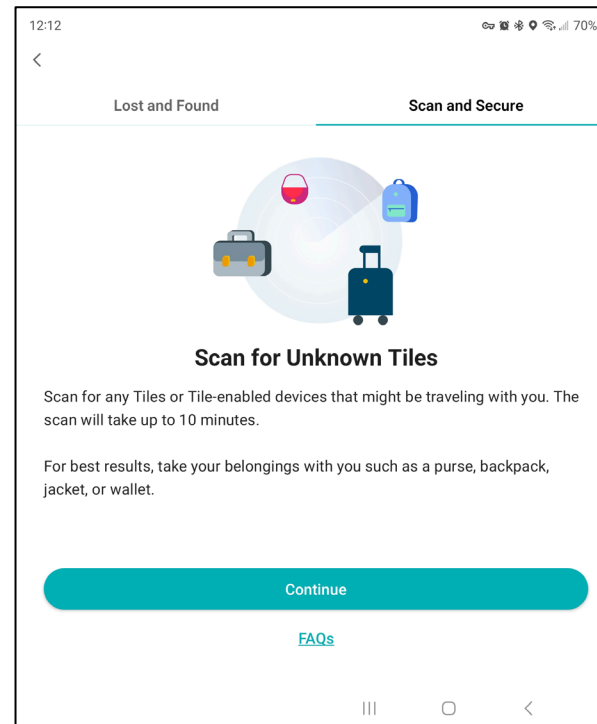 12:12
70%
Lost and Found
Scan and Secure
Scan for Unknown Tiles
Scan for any Tiles or Tile-enabled devices that might be traveling with you. The
scan will take up to 10 minutes.
For best results, take your belongings with you such as a purse, backpack,
jacket, or wallet.
Continue
FAQs